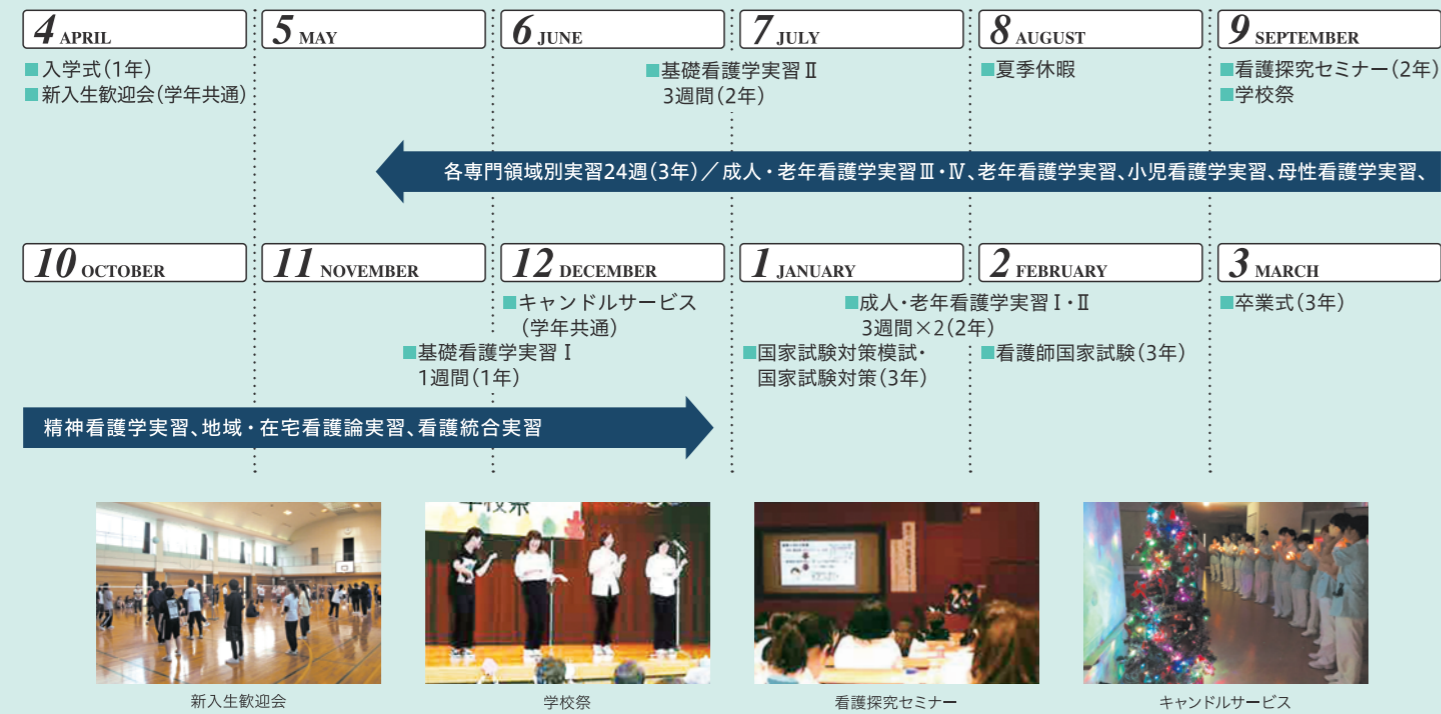 4 APRIL
5 MAY
6 JUNE
7 JULY
8 AUGUST
9 SEPTEMBER
■入学式(1年)
■新入生歓迎会(学年共通)
■基礎看護学実習Ⅱ
3週間(2年)
■夏季休暇
■看護探究セミナー(2年)
■学校祭
各専門領域別実習24週(3年)/成人・老年看護学実習Ⅲ・Ⅳ、老年看護学実習、小児看護学実習、母性看護学実習、
10 OCTOBER
11 NOVEMBER
12 DECEMBER
1 JANUARY
2 FEBRUARY
3 MARCH
■キャンドルサービス
(学年共通)
■基礎看護学実習Ⅰ
1週間(1年)
■成人・老年看護学実習Ⅰ・Ⅱ
3週間×2(2年)
■国家試験対策模試・
国家試験対策(3年)
■看護師国家試験(3年)
■卒業式(3年)
精神看護学実習、地域・在宅看護論実習、看護統合実習
学校祭
新入生歓迎会
学校祭
看護探究セミナー
キャンドルサービス